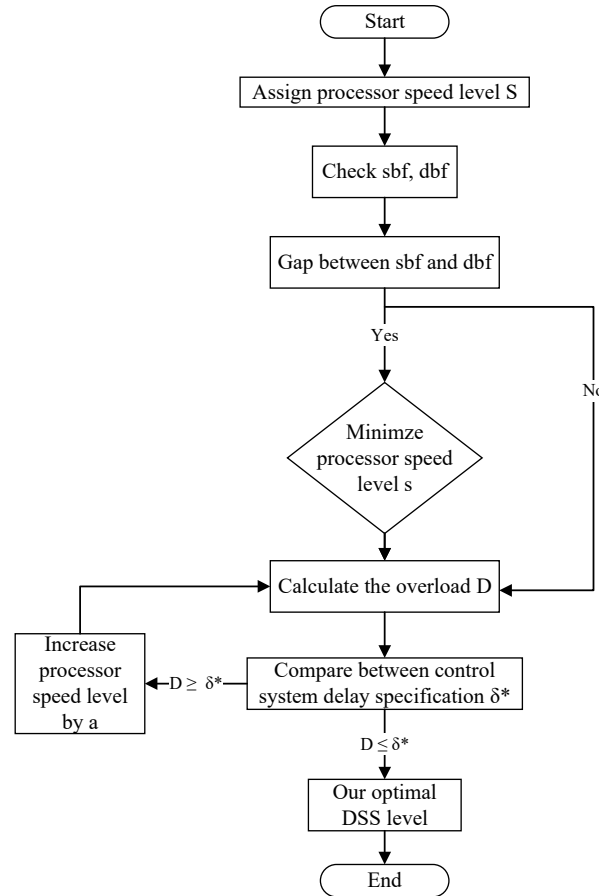 Start
Assign processor speed level S
Check sbf, dbf
Gap between sbf and dbf
Yes
No
Minimze
processor speed
level s
Calculate the overload D
Increase
processor
speed level
by a
D ≥ δ*
Compare between control
system delay specification δ*
D ≤ δ*
Our optimal
DSS level
End